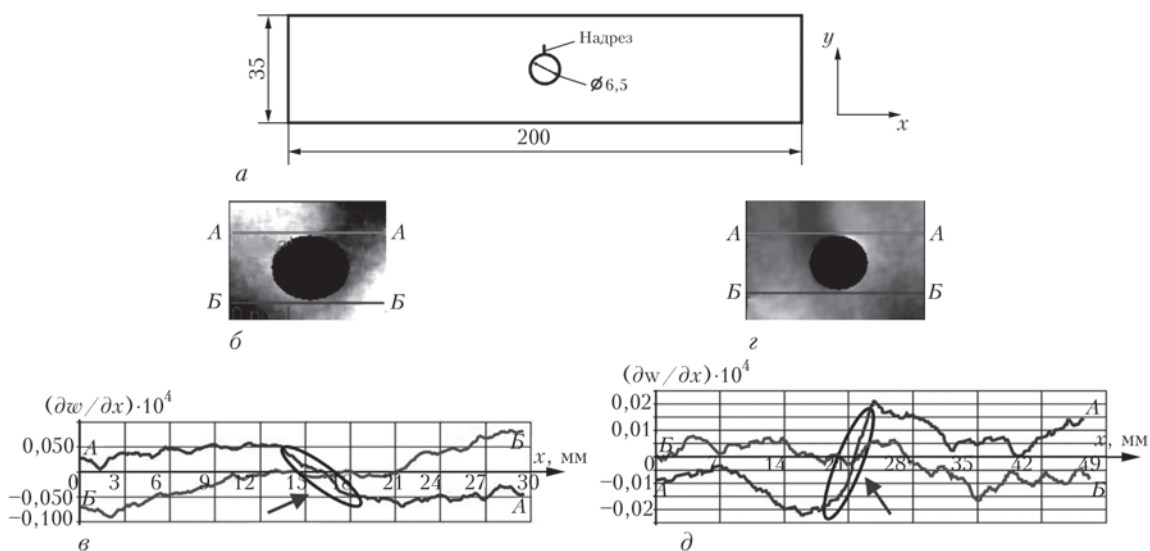 Надрез
y
35
⌀6,5
x
200
а
А А А А
Б Б Б Б
б г
(∂w/∂x)·10⁴
0,050
А Б
x, мм
0 3 6 9 12 15 21 24 27 30
−0,050
−0,100
Б А
в
(∂w/∂x)·10⁴
0,02
0,01
А
Б
x, мм
0 7 14 28 35 42 49
−0,01
−0,02
А Б
д